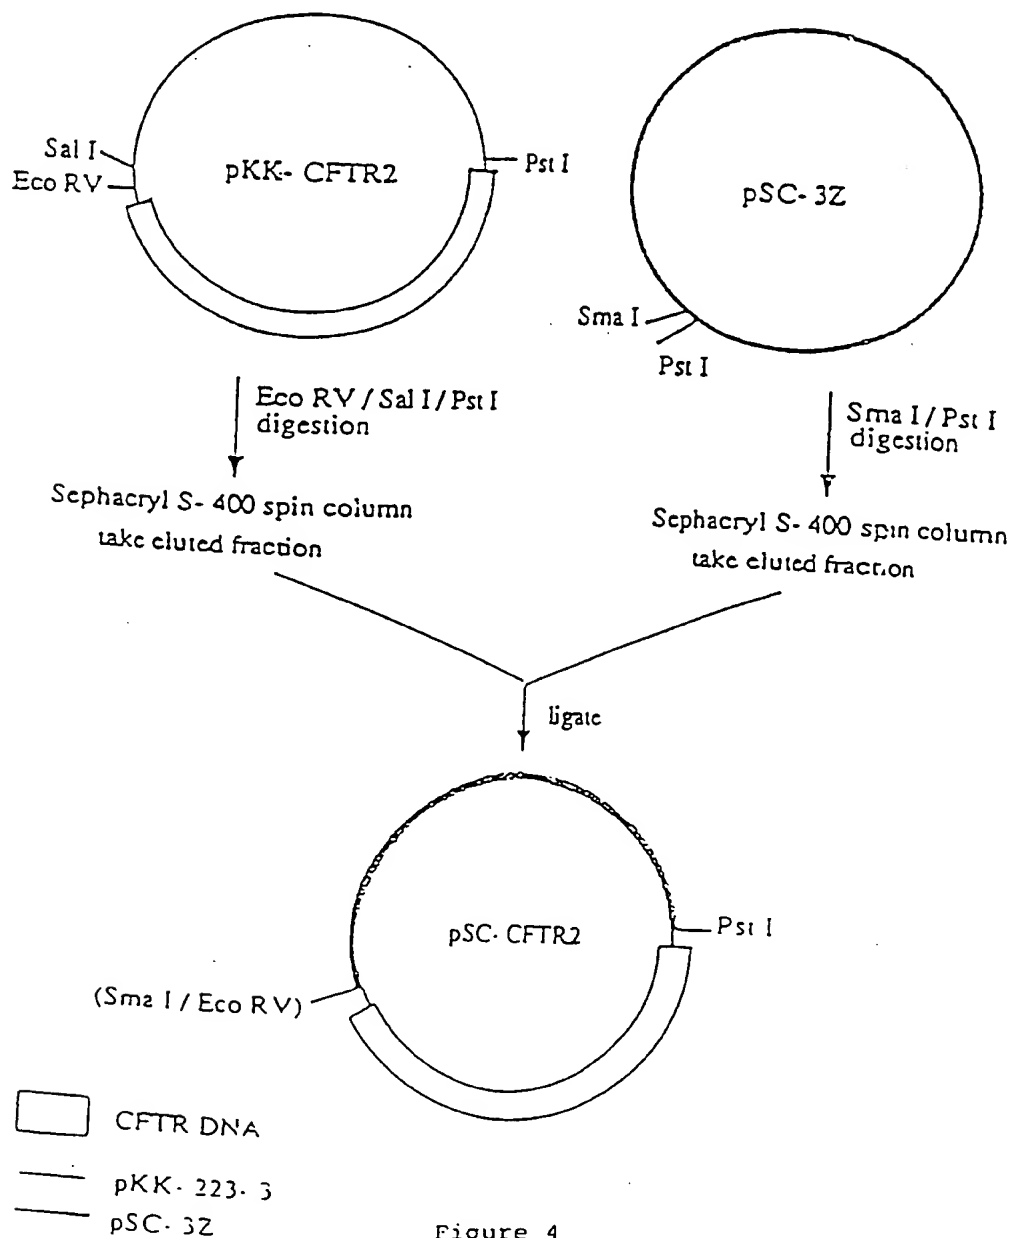 Sal I
Eco RV
pKK- CFTR2
Pst I
pSC- 3Z
Sma I
Pst I
Eco RV / Sal I / Pst I
digestion
Sma I / Pst I
digestion
Sephacryl S- 400 spin column
take eluted fraction
Sephacryl S- 400 spin column
take eluted fraction
ligate
pSC- CFTR2
Pst I
(Sma I / Eco RV)
CFTR DNA
pKK- 223- 3
pSC- 3Z
Figure 4